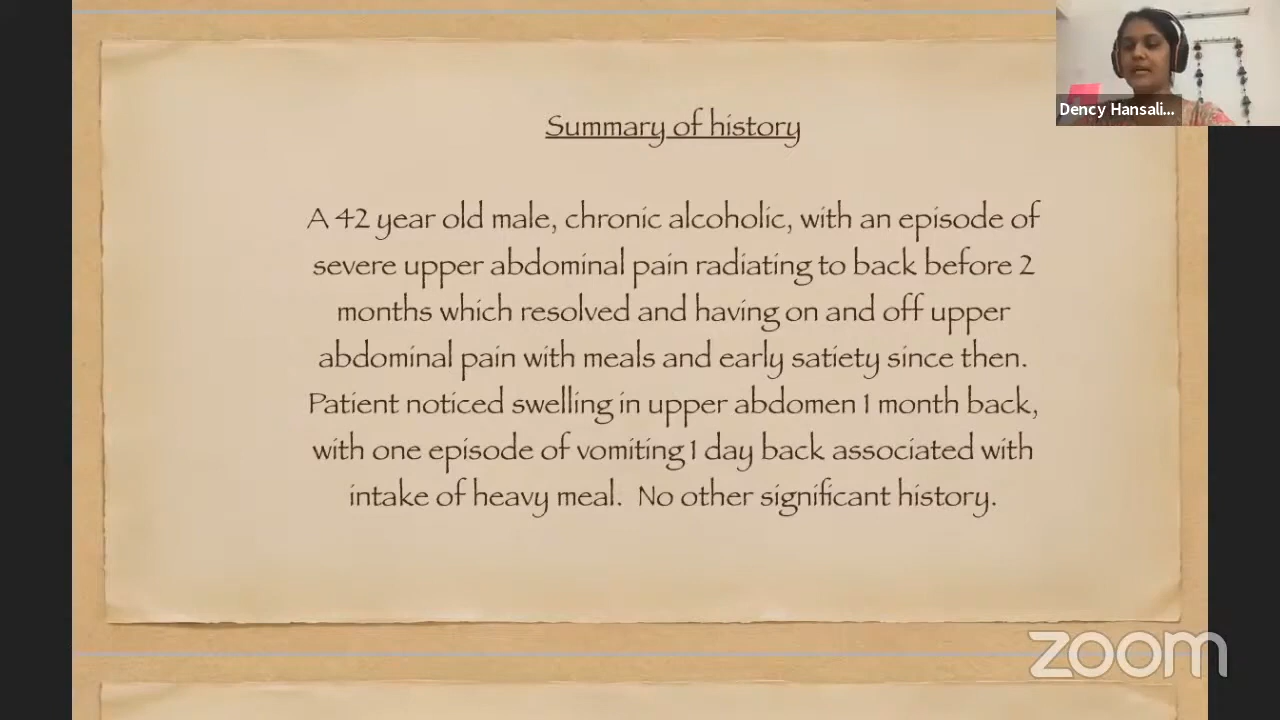 Summary of history
A 42 year old male, chronic alcoholic, with an episode of
severe upper abdominal pain radiating to back before 2
months which resolved and having on and off upper
abdominal pain with meals and early satiety since then.
Patient noticed swelling in upper abdomen 1 month back,
with one episode of vomiting 1 day back associated with
intake of heavy meal. No other significant history.
Dency Hansali...
zoom